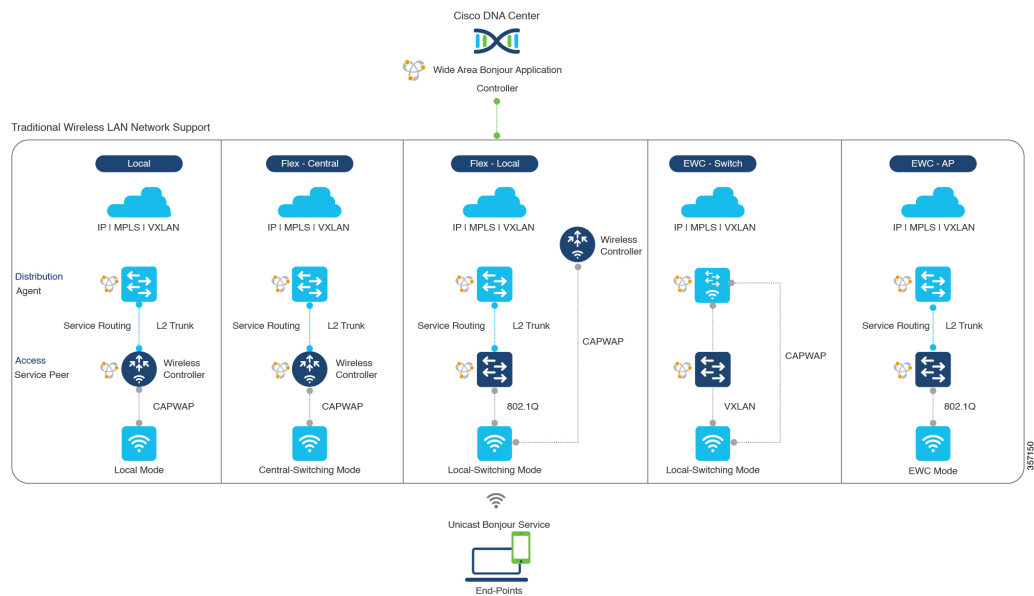 Cisco DNA Center
Wide Area Bonjour Application
Controller
Traditional Wireless LAN Network Support
Local
Flex - Central
Flex - Local
EWC - Switch
EWC - AP
IP | MPLS | VXLAN
IP | MPLS | VXLAN
IP | MPLS | VXLAN
IP | MPLS | VXLAN
IP | MPLS | VXLAN
Wireless
Controller
Distribution
Agent
Service Routing
L2 Trunk
Service Routing
L2 Trunk
Service Routing
L2 Trunk
Service Routing
L2 Trunk
CAPWAP
CAPWAP
Access
Service Peer
Wireless
Controller
Wireless
Controller
CAPWAP
CAPWAP
802.1Q
VXLAN
802.1Q
Local Mode
Central-Switching Mode
Local-Switching Mode
Local-Switching Mode
EWC Mode
357150
Unicast Bonjour Service
End-Points